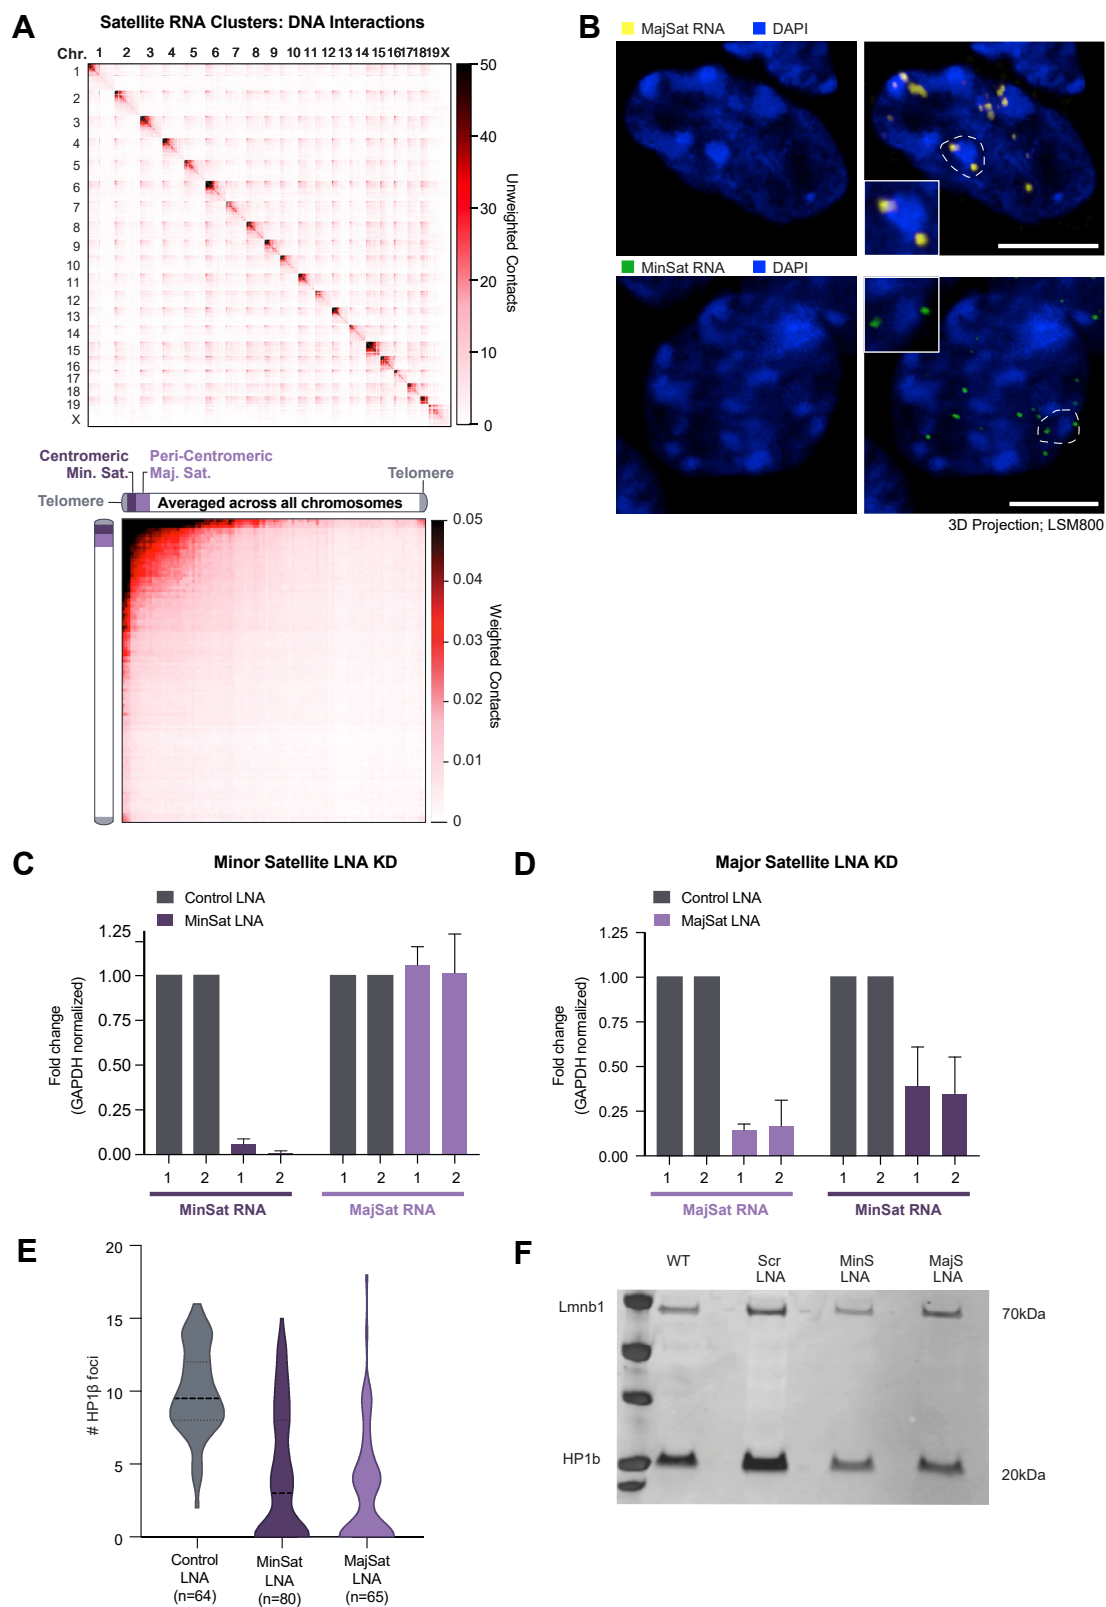 A
Satellite RNA Clusters: DNA Interactions
Chr. 1 2 3 4 5 6 7 8 9 10 11 12 13 14 15 16 17 18 19 X
1
2
3
4
5
6
7
8
9
10
11
12
13
14
15
16
17
18
19
X
50
40
30
20
10
0
Unweighted Contacts
Centromeric
Min. Sat.
Peri-Centromeric
Maj. Sat.
Telomere
Telomere
Averaged across all chromosomes
0.05
0.04
0.03
0.02
0.01
0
Weighted Contacts
B
MajSat RNA DAPI
MinSat RNA DAPI
3D Projection; LSM800
C
Minor Satellite LNA KD
Control LNA
MinSat LNA
Fold change
(GAPDH normalized)
1.25
1.00
0.75
0.50
0.25
0.00
1 2 1 2 1 2 1 2
MinSat RNA MajSat RNA
D
Major Satellite LNA KD
Control LNA
MajSat LNA
Fold change
(GAPDH normalized)
1.25
1.00
0.75
0.50
0.25
0.00
1 2 1 2 1 2 1 2
MajSat RNA MinSat RNA
E
# HP1β foci
20
15
10
5
0
Control
LNA
(n=64)
MinSat
LNA
(n=80)
MajSat
LNA
(n=65)
F
WT
Scr
LNA
MinS
LNA
MajS
LNA
Lmnb1
70kDa
HP1b
20kDa